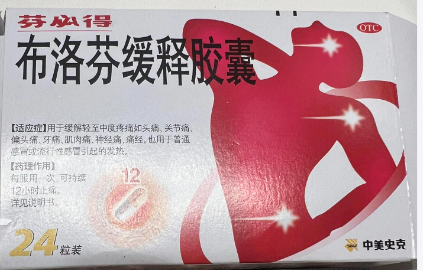 芬必得
OTC
布洛芬缓释胶囊
【适应症】用于缓解轻至中度疼痛如头痛、关节痛、
偏头痛、牙痛、肌肉痛、神经痛、痛经。也用于普通
感冒或流行性感冒引起的发热。
【药理作用】
每服用一次,可持续
12小时止痛。
详见说明书。
12
24粒装
中美史克